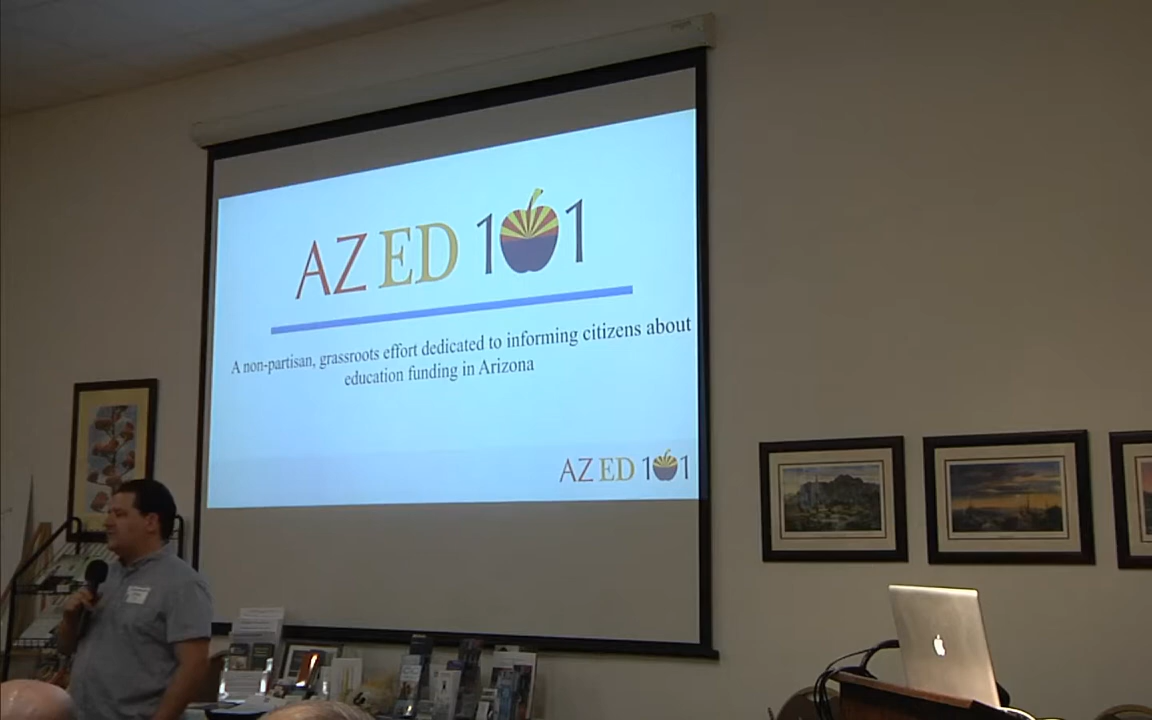 AZ ED 101
A non-partisan, grassroots effort dedicated to informing citizens about
education funding in Arizona
AZ ED 101